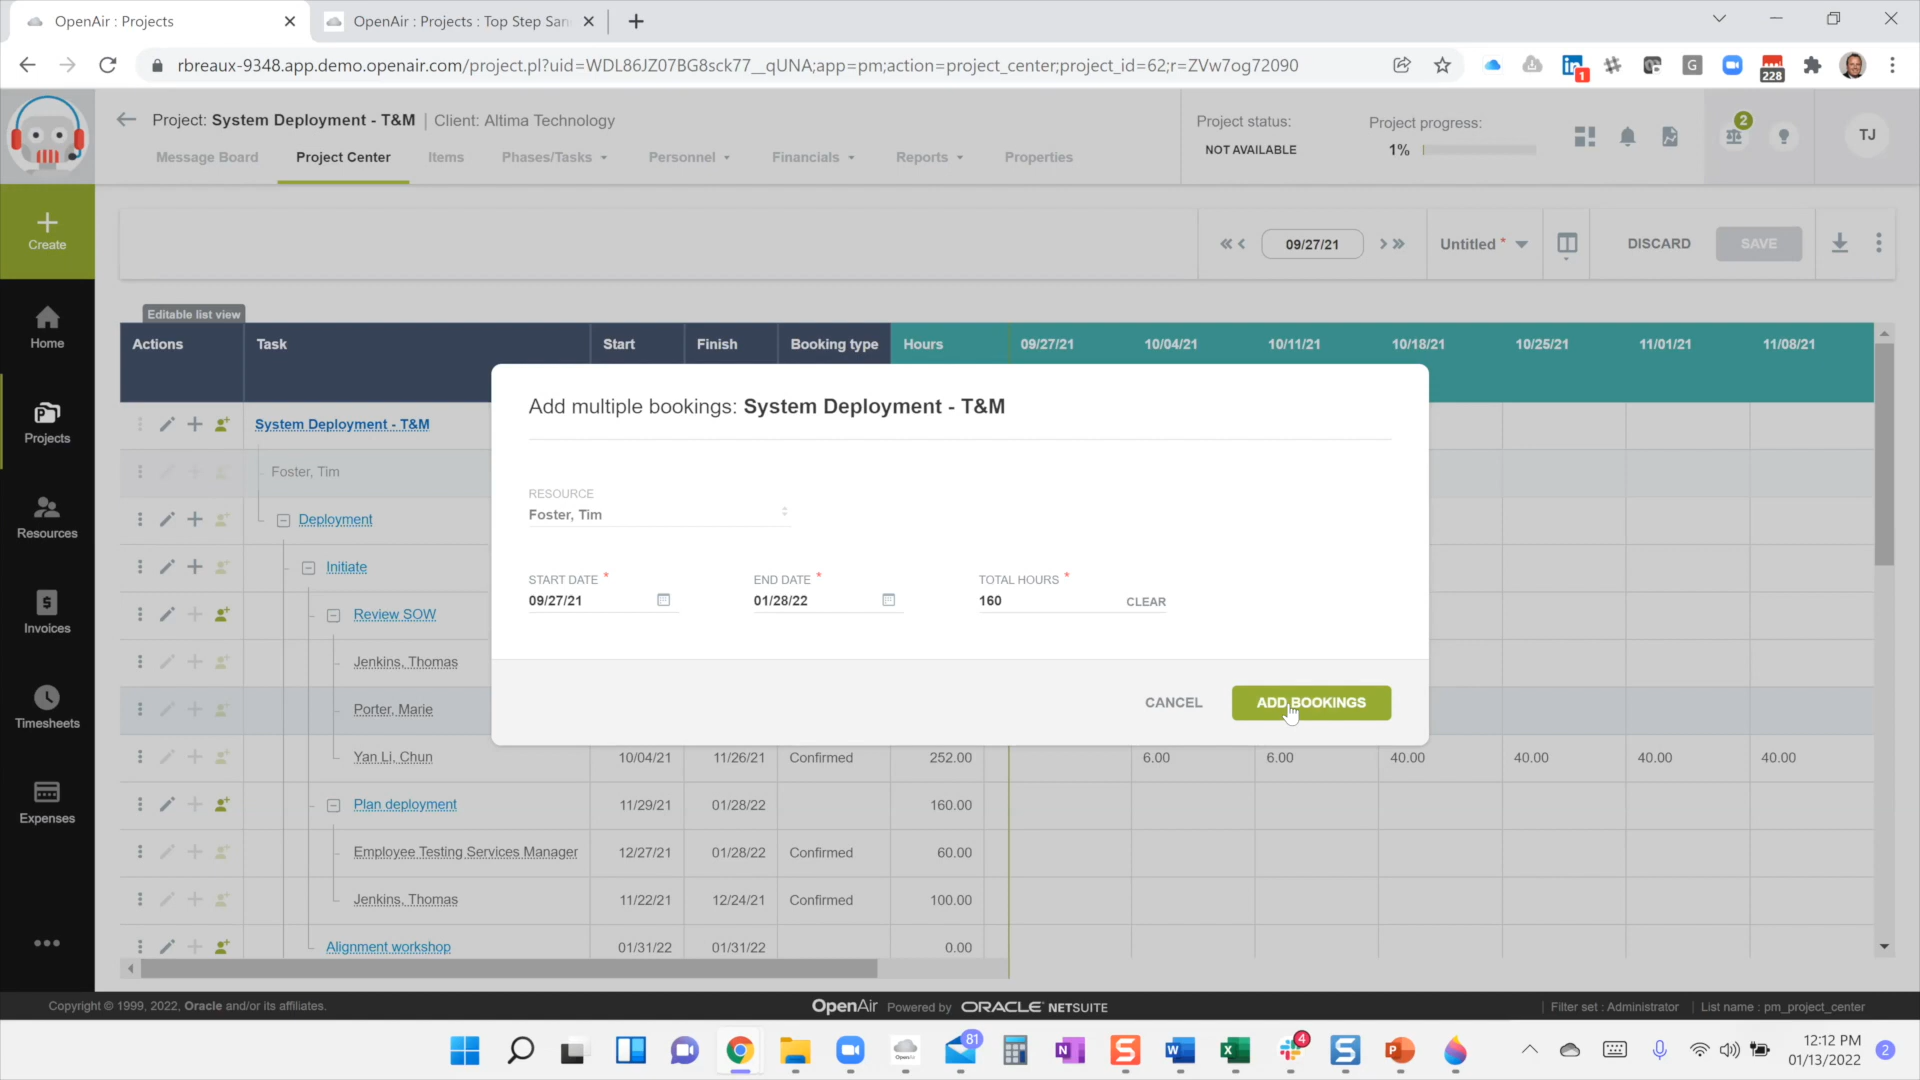 OpenAir : Projects
OpenAir : Projects : Top Step San
rbreaux-9348.app.demo.openair.com/project.pl?uid=WDL86JZ07BG8sck77__qUNA;app=pm;action=project_center;project_id=62;r=ZVw7og72090
1
G
228
Project: System Deployment - T&M | Client: Altima Technology
Message Board
Project Center
Items
Phases/Tasks
Personnel
Financials
Reports
Properties
Project status:
NOT AVAILABLE
Project progress:
1%
2
TJ
Create
Home
Projects
Resources
Invoices
Timesheets
Expenses
09/27/21
Untitled *
DISCARD
SAVE
Editable list view
Actions Task Start Finish Booking type Hours 09/27/21 10/04/21 10/11/21 10/18/21 10/25/21 11/01/21 11/08/21
System Deployment - T&M
Foster, Tim
Deployment
Initiate
Review SOW
Jenkins, Thomas
Porter, Marie
Add multiple bookings: System Deployment - T&M
RESOURCE
Foster, Tim
START DATE *
09/27/21
END DATE *
01/28/22
TOTAL HOURS *
160
CLEAR
CANCEL
ADD BOOKINGS
Yan Li, Chun 10/04/21 11/26/21 Confirmed 252.00 6.00 6.00 40.00 40.00 40.00 40.00
Plan deployment 11/29/21 01/28/22 160.00
Employee Testing Services Manager 12/27/21 01/28/22 Confirmed 60.00
Jenkins, Thomas 11/22/21 12/24/21 Confirmed 100.00
Alignment workshop 01/31/22 01/31/22 0.00
Copyright © 1999, 2022, Oracle and/or its affiliates.
OpenAir Powered by ORACLE NETSUITE
| Filter set : Administrator | List name : pm_project_center
81
N
S
W
X
4
S
P
12:12 PM
01/13/2022
2